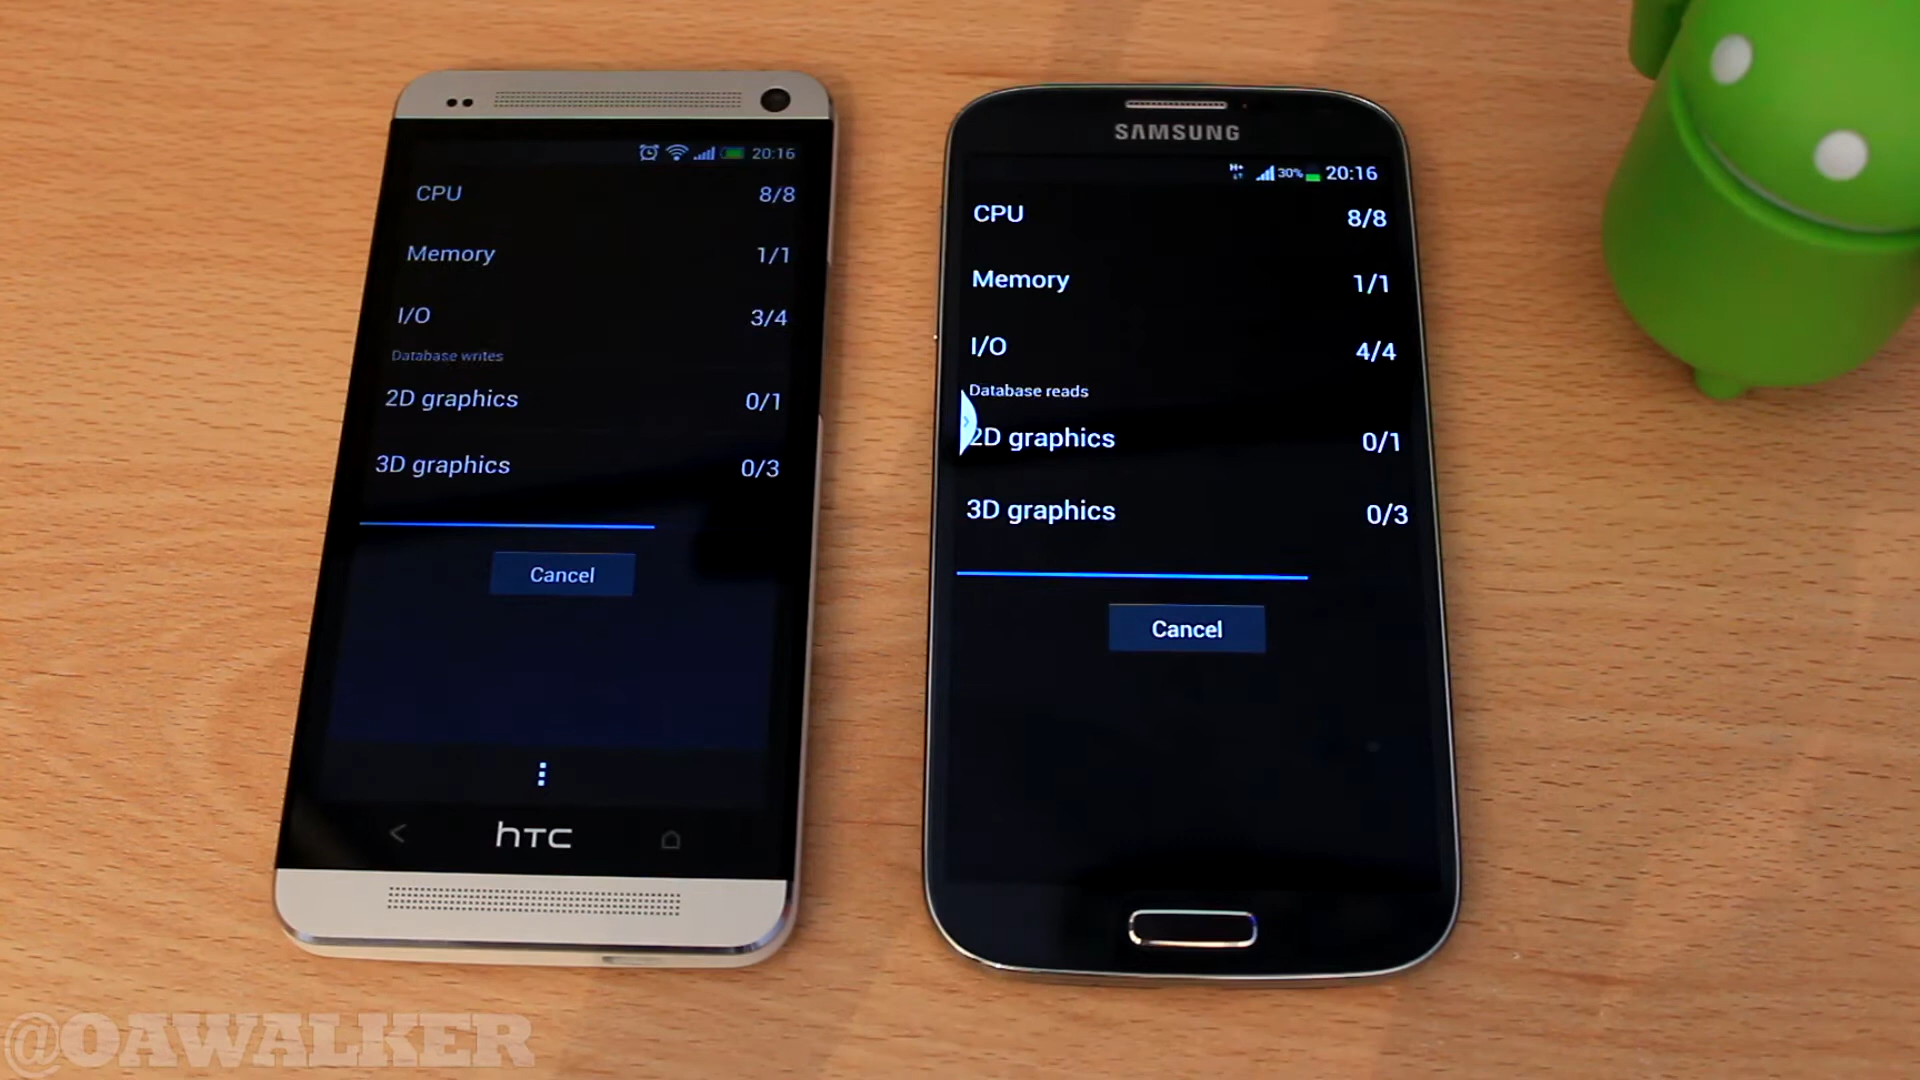 20:16
CPU 8/8
Memory 1/1
I/O 3/4
Database writes
2D graphics 0/1
3D graphics 0/3
Cancel
hTC
SAMSUNG
H+ 30% 20:16
CPU 8/8
Memory 1/1
I/O 4/4
Database reads
2D graphics 0/1
3D graphics 0/3
Cancel
@OAWALKER